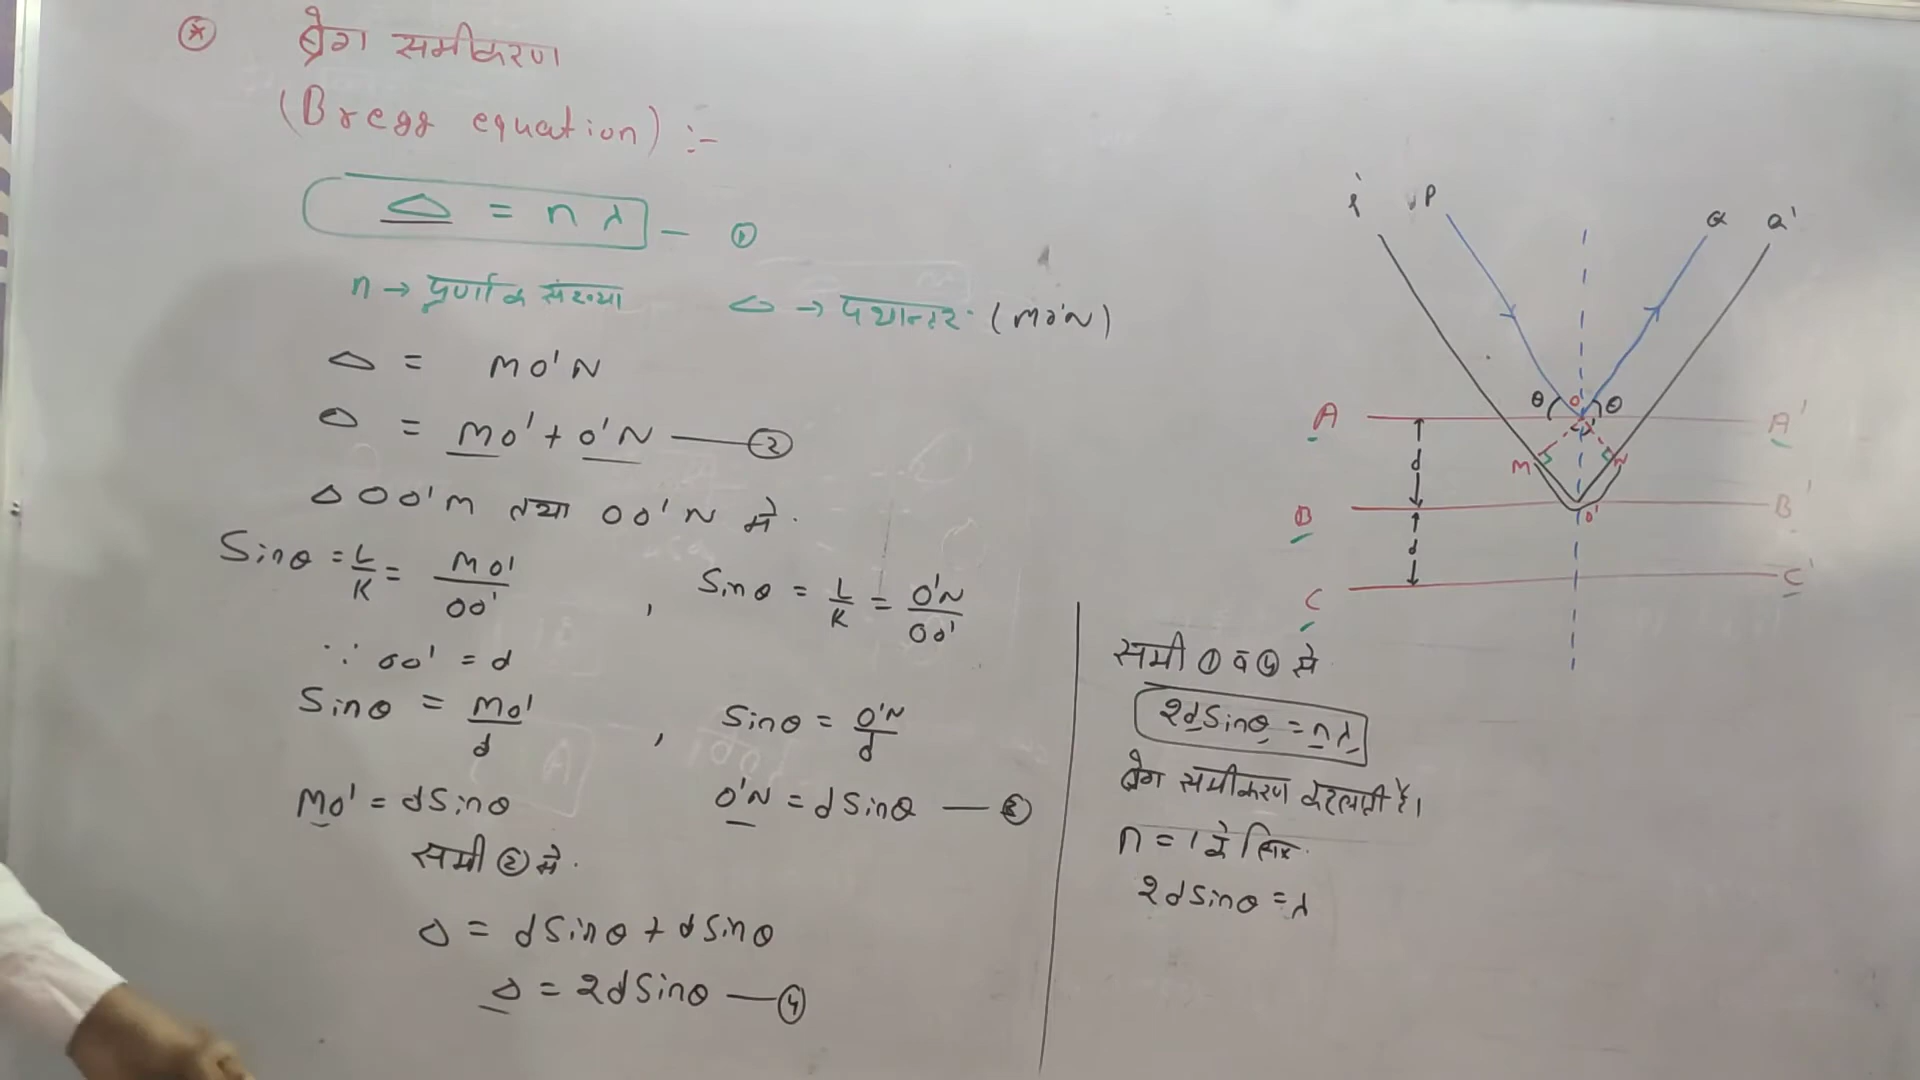 * ब्रेग समीकरण
(Bregg equation) :-
△ = nλ — ①
n → पूर्णांक संख्या △ → पथान्तर (MO'N)
△ = MO'N
△ = MO' + O'N — ②
△OO'M तथा OO'N में.
Sinθ = L/K = MO'/OO' , Sinθ = L/K = O'N/OO'
∵ OO' = d
Sinθ = MO'/d , Sinθ = O'N/d
MO' = dSinθ O'N = dSinθ — ③
समी ② में.
△ = dSinθ + dSinθ
△ = 2dSinθ — ④
P Q Q'
θ O θ
A A'
d
M N
B O' B'
d
C C'
समी ① व ④ से
2dSinθ = nλ
ब्रेग समीकरण कहलाती है।
n = 1 के लिए.
2dSinθ = λ